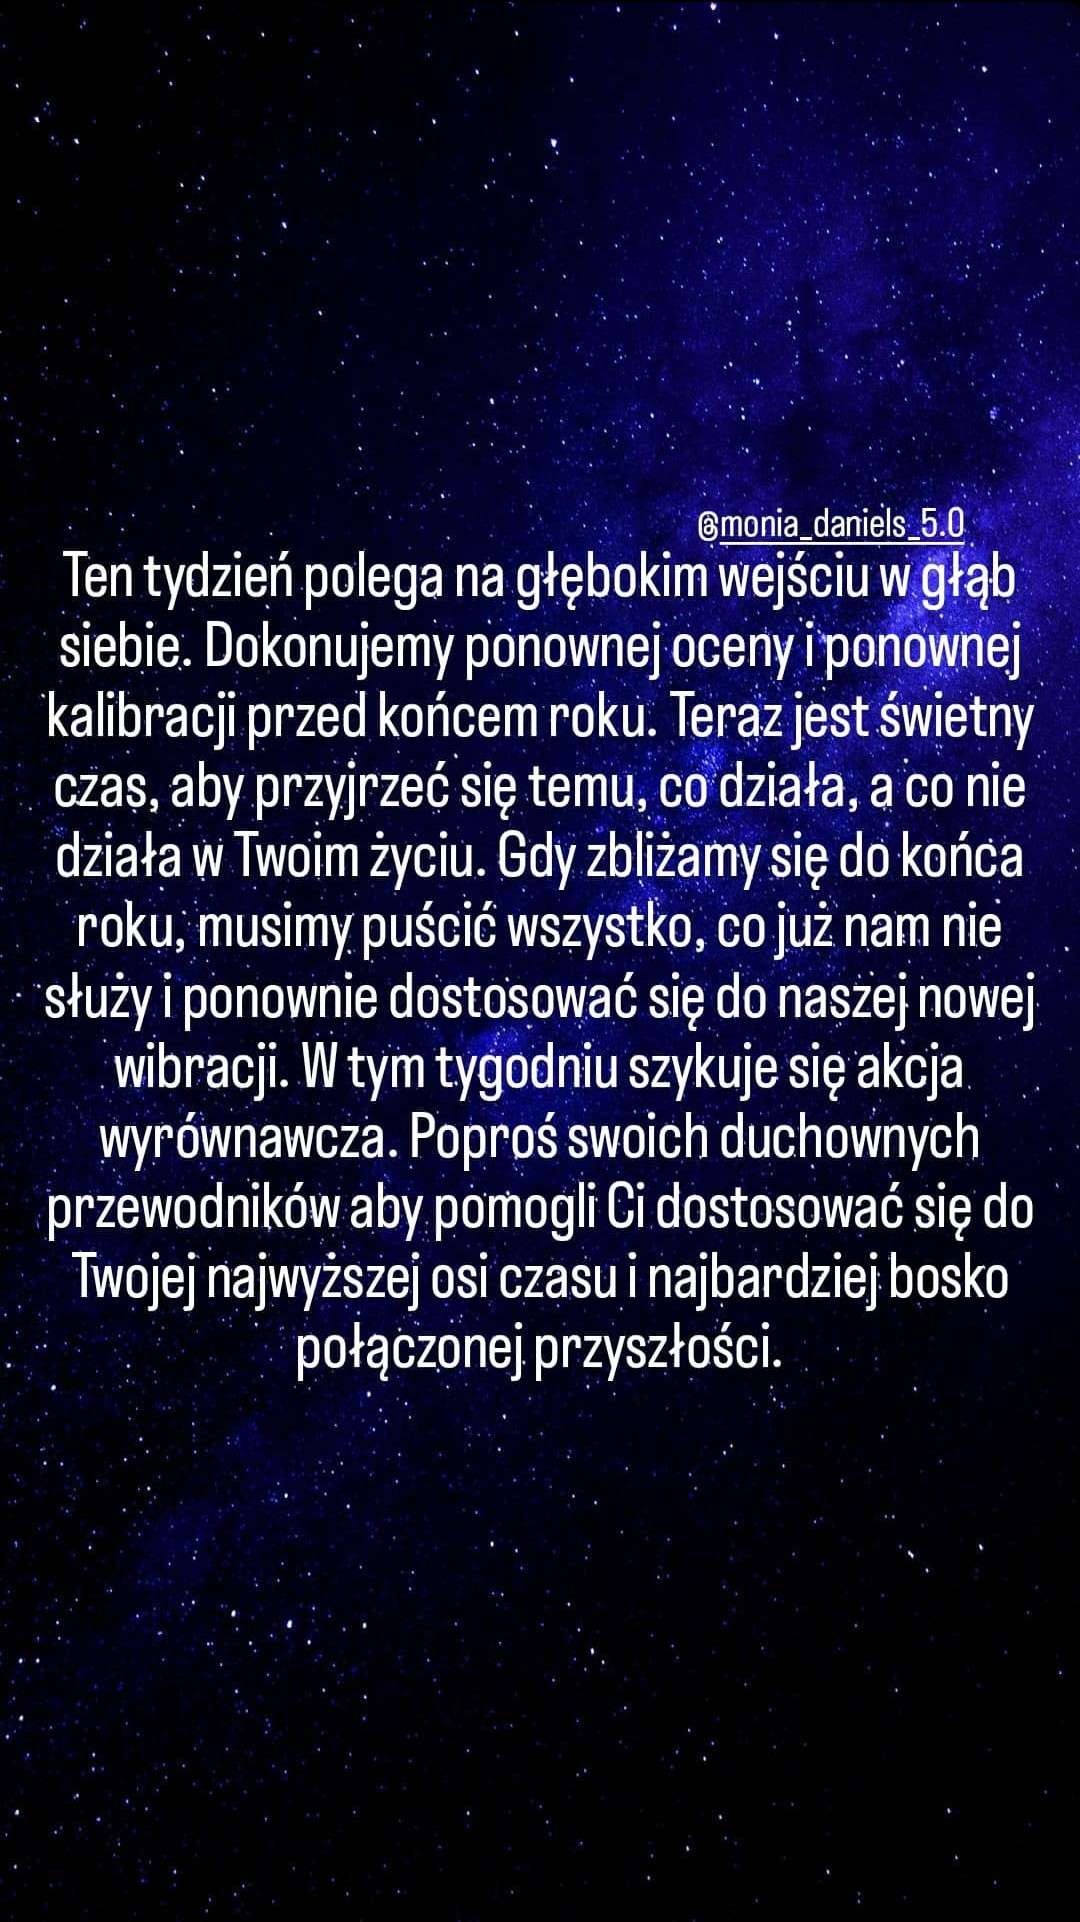 @monia_daniels_5.0
Ten tydzień polega na głębokim wejściu w głąb
siebie. Dokonujemy ponownej oceny i ponownej
kalibracji przed końcem roku. Teraz jest świetny
czas, aby przyjrzeć się temu, co działa, a co nie
działa w Twoim życiu. Gdy zbliżamy się do końca
roku, musimy puścić wszystko, co już nam nie
służy i ponownie dostosować się do naszej nowej
wibracji. W tym tygodniu szykuje się akcja
wyrównawcza. Poproś swoich duchownych
przewodników aby pomogli Ci dostosować się do
Twojej najwyższej osi czasu i najbardziej bosko
połączonej przyszłości.